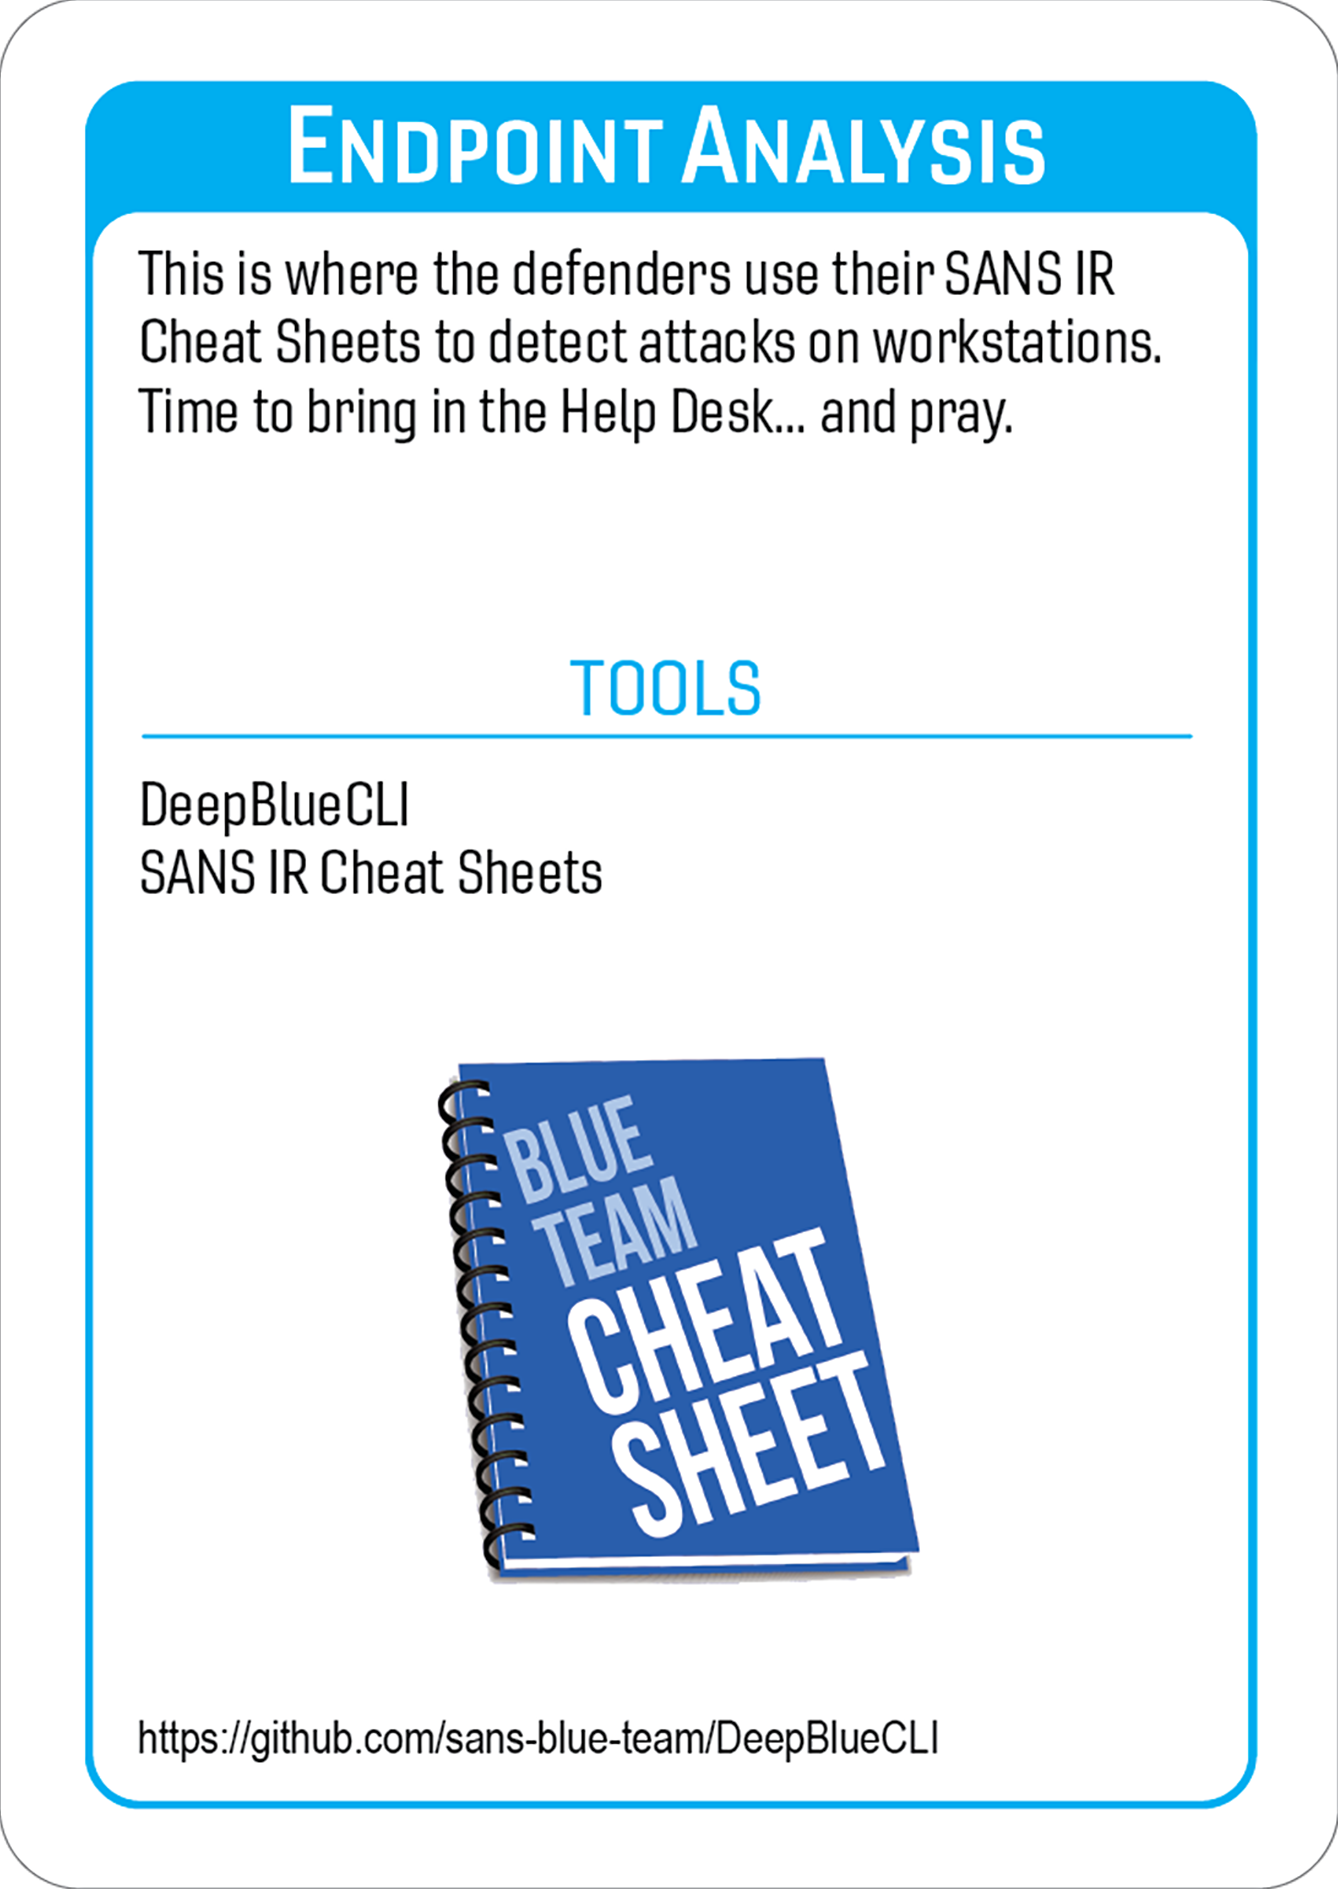 ENDPOINT ANALYSIS
This is where the defenders use their SANS IR
Cheat Sheets to detect attacks on workstations.
Time to bring in the Help Desk... and pray.
TOOLS
DeepBlueCLI
SANS IR Cheat Sheets
BLUE
TEAM
CHEAT
SHEET
https://github.com/sans-blue-team/DeepBlueCLI